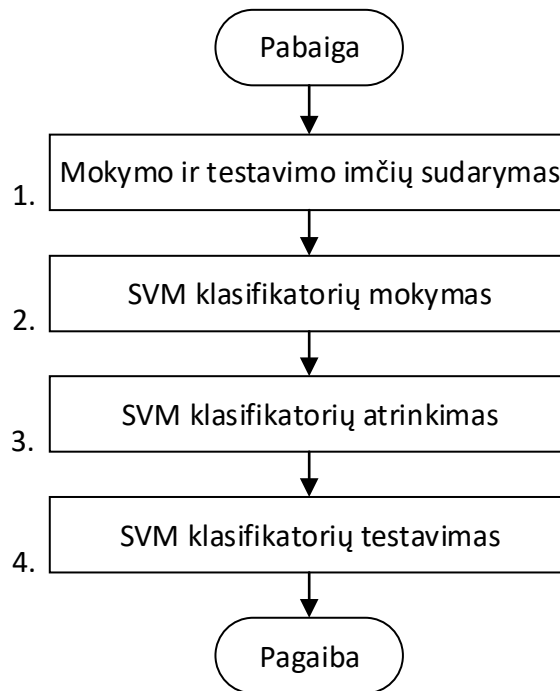 Pabaiga
1. Mokymo ir testavimo imčių sudarymas
2. SVM klasifikatorių mokymas
3. SVM klasifikatorių atrinkimas
4. SVM klasifikatorių testavimas
Pagaiba